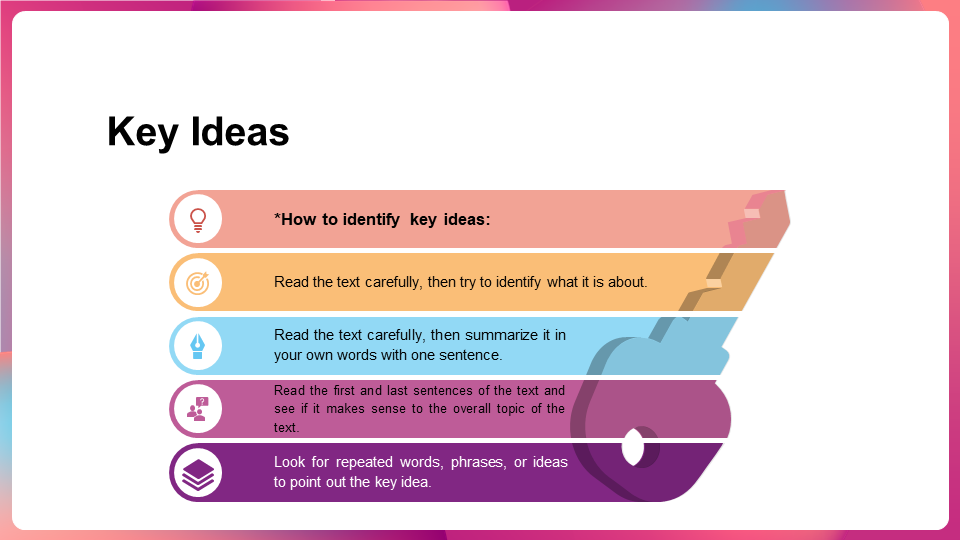 Key Ideas
*How to identify key ideas:
Read the text carefully, then try to identify what it is about.
Read the text carefully, then summarize it in
your own words with one sentence.
Read the first and last sentences of the text and
see if it makes sense to the overall topic of the
text.
Look for repeated words, phrases, or ideas
to point out the key idea.